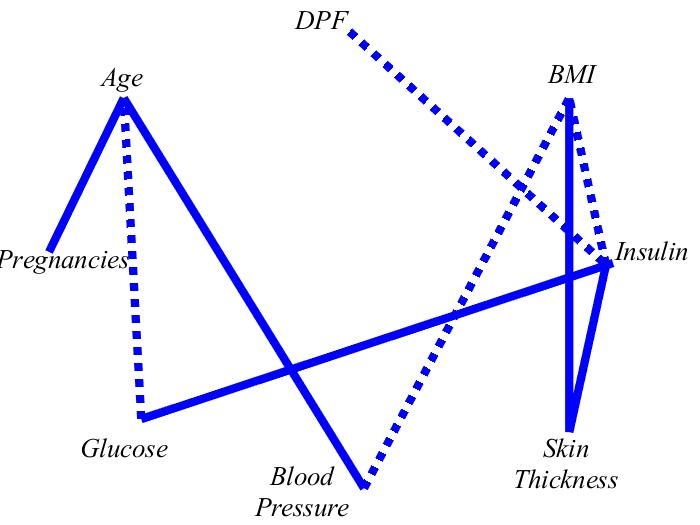 DPF
Age
BMI
Pregnancies
Insulin
Glucose
Blood
Pressure
Skin
Thickness